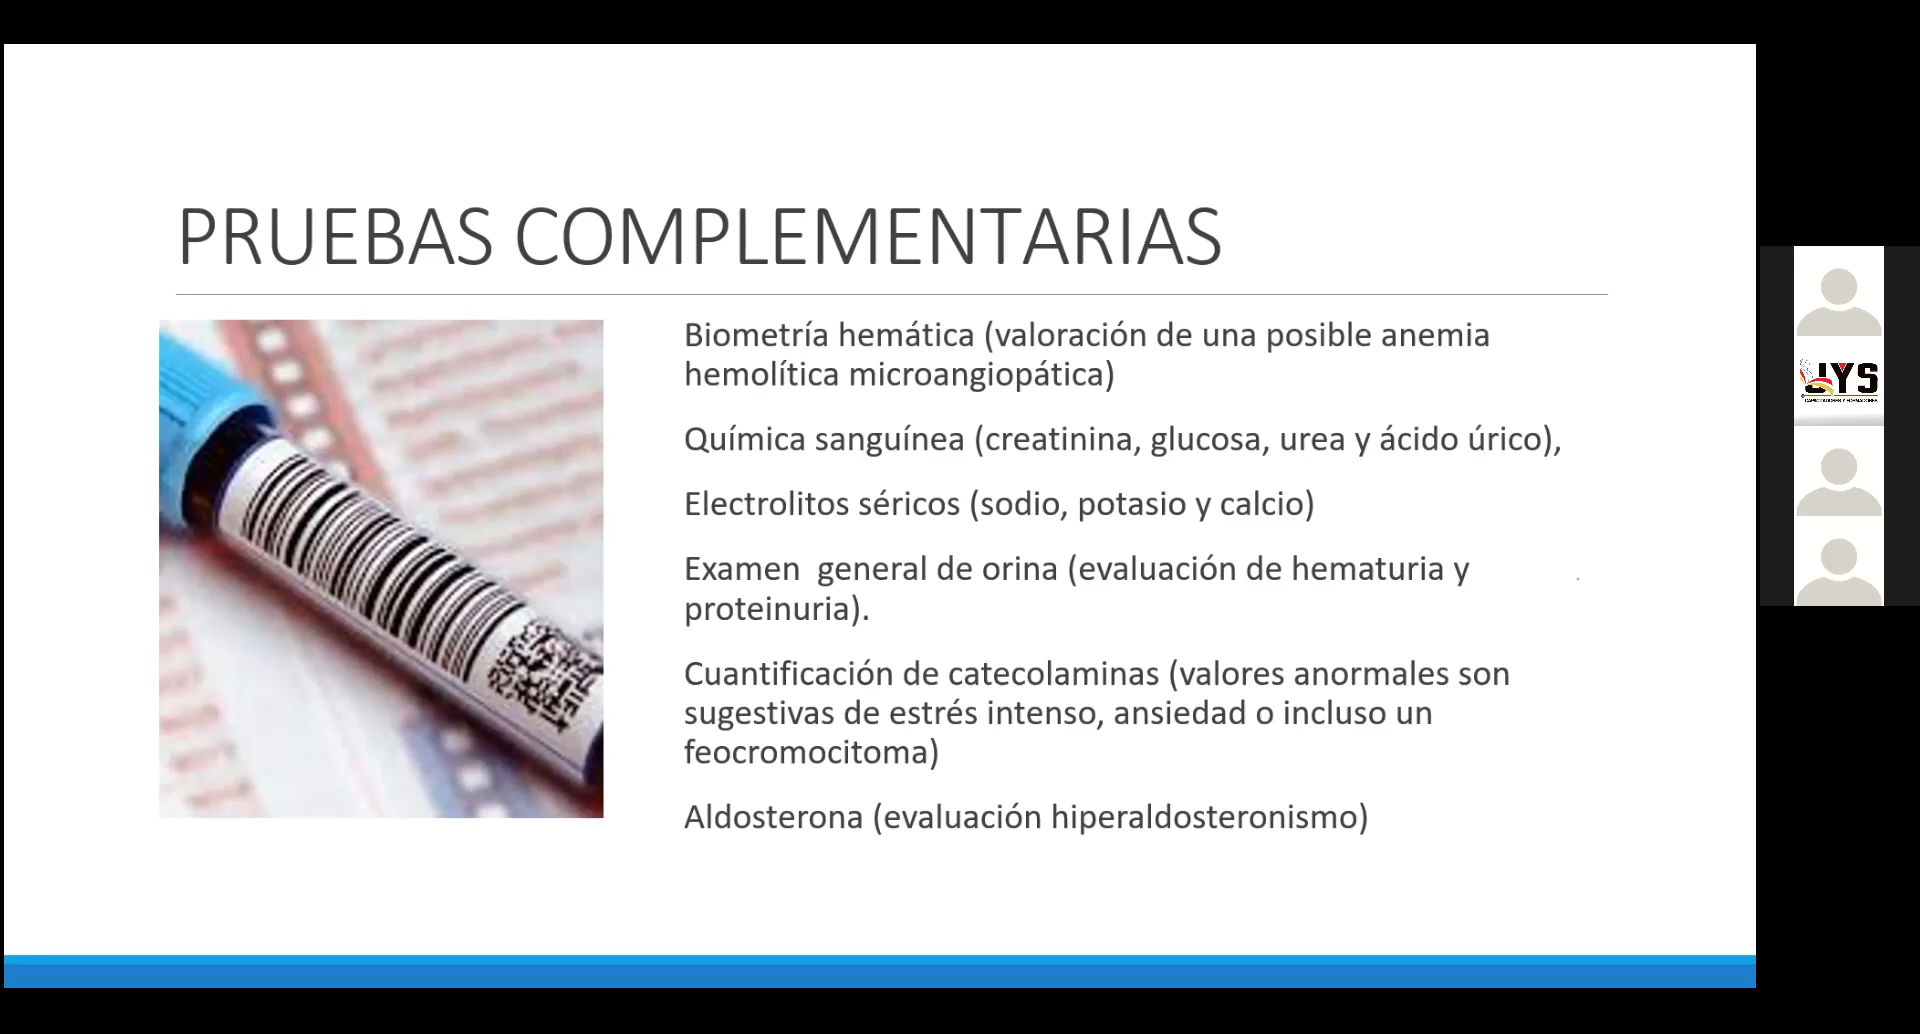 PRUEBAS COMPLEMENTARIAS
Biometría hemática (valoración de una posible anemia
hemolítica microangiopática)
Química sanguínea (creatinina, glucosa, urea y ácido úrico),
Electrolitos séricos (sodio, potasio y calcio)
Examen  general de orina (evaluación de hematuria y
proteinuria).
Cuantificación de catecolaminas (valores anormales son
sugestivas de estrés intenso, ansiedad o incluso un
feocromocitoma)
Aldosterona (evaluación hiperaldosteronismo)
JYS